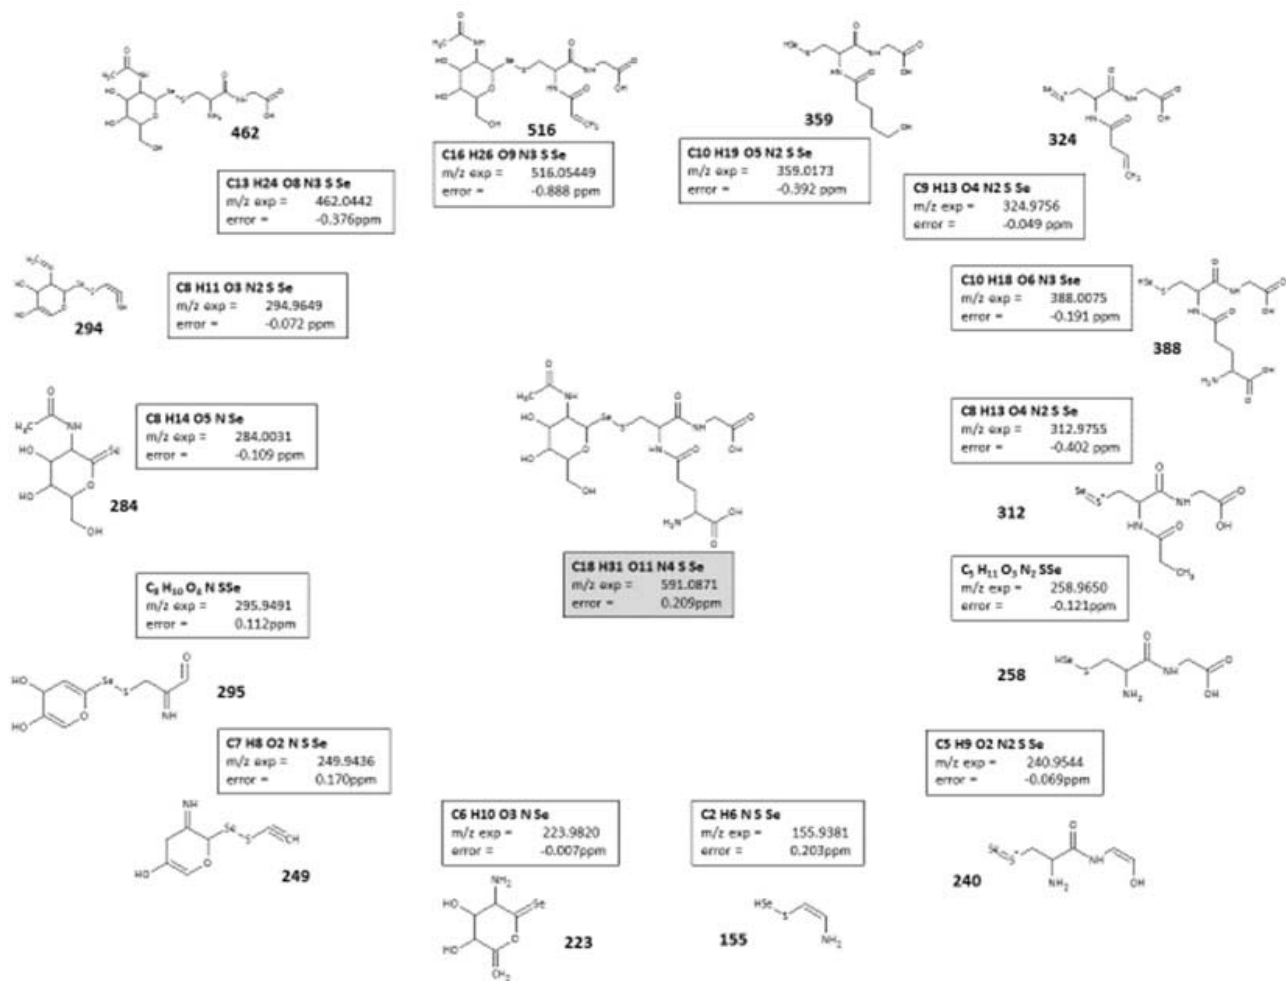 462
C13 H24 O8 N3 S Se
m/z exp = 462.0442
error = -0.376ppm
516
C16 H26 O9 N3 S Se
m/z exp = 516.05449
error = -0.888 ppm
359
C10 H19 O5 N2 S Se
m/z exp = 359.0173
error = -0.392 ppm
324
C9 H13 O4 N2 S Se
m/z exp = 324.9756
error = -0.049 ppm
294
C8 H11 O3 N2 S Se
m/z exp = 294.9649
error = -0.072 ppm
C10 H18 O6 N3 Sse
m/z exp = 388.0075
error = -0.191 ppm
388
284
C8 H14 O5 N Se
m/z exp = 284.0031
error = -0.109 ppm
C18 H31 O11 N4 S Se
m/z exp = 591.0871
error = 0.209ppm
C8 H13 O4 N2 S Se
m/z exp = 312.9755
error = -0.402 ppm
312
H10 N SSe
m/z exp = 295.9491
error = 0.112ppm
295
C₅ H₁₁ O₃ N₂ SSe
m/z exp = 258.9650
error = -0.121ppm
258
C7 H8 O2 N S Se
m/z exp = 249.9436
error = 0.170ppm
249
C6 H10 O3 N Se
m/z exp = 223.9820
error = -0.007ppm
223
C2 H6 N S Se
m/z exp = 155.9381
error = 0.203ppm
155
C5 H9 O2 N2 S Se
m/z exp = 240.9544
error = -0.069ppm
240